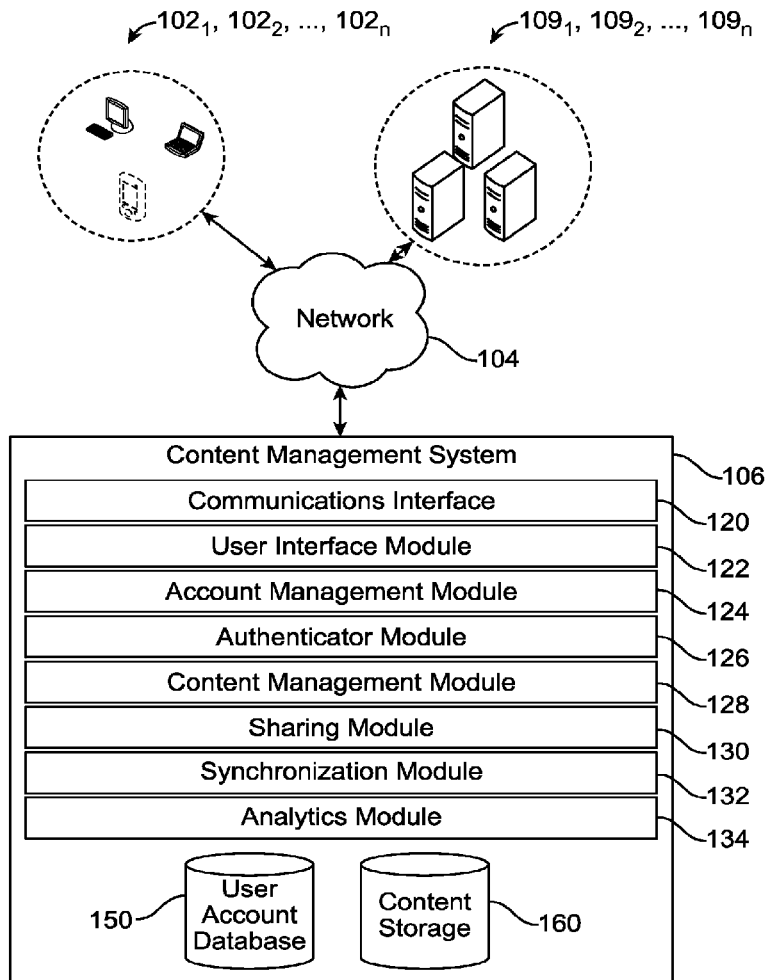 102₁, 102₂, ..., 102ₙ
109₁, 109₂, ..., 109ₙ
Network
104
Content Management System
106
Communications Interface
120
User Interface Module
122
Account Management Module
124
Authenticator Module
126
Content Management Module
128
Sharing Module
130
Synchronization Module
132
Analytics Module
134
150
User
Account
Database
Content
Storage
160